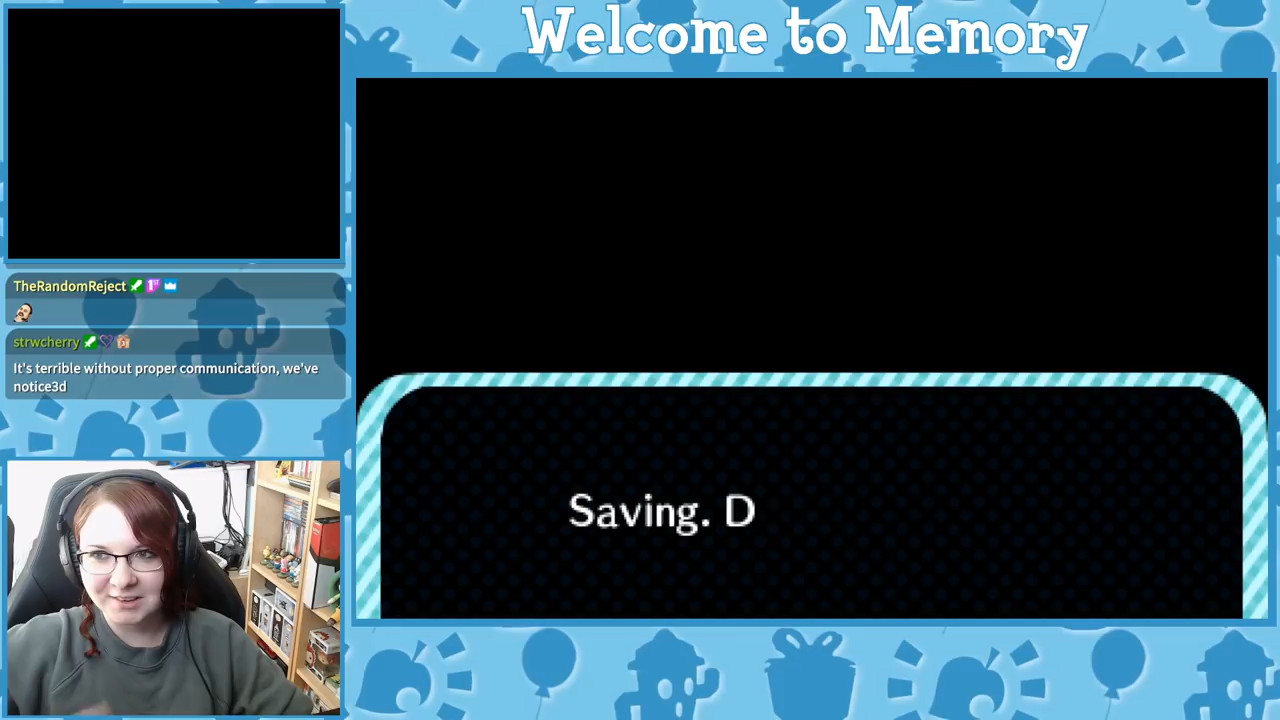 Welcome to Memory
TheRandomReject
strwcherry
It's terrible without proper communication, we've
notice3d
Saving. D